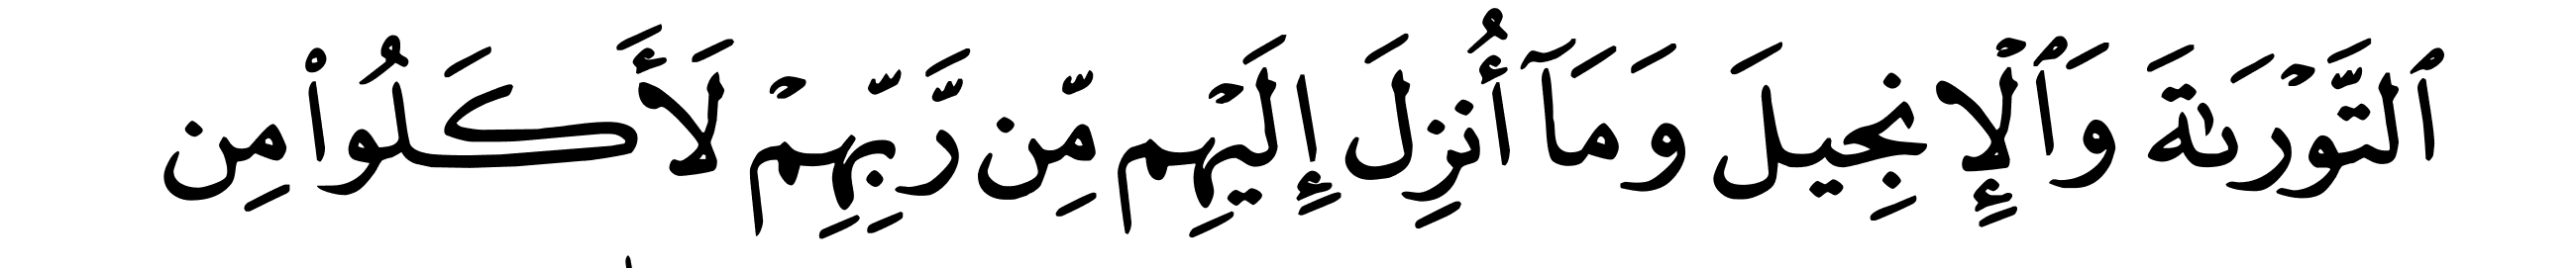 ٱلتَّوۡرَىٰةَ وَٱلۡإِنجِيلَ وَمَآ أُنزِلَ إِلَيۡهِم مِّن رَّبِّهِمۡ لَأَكَلُواْ مِن